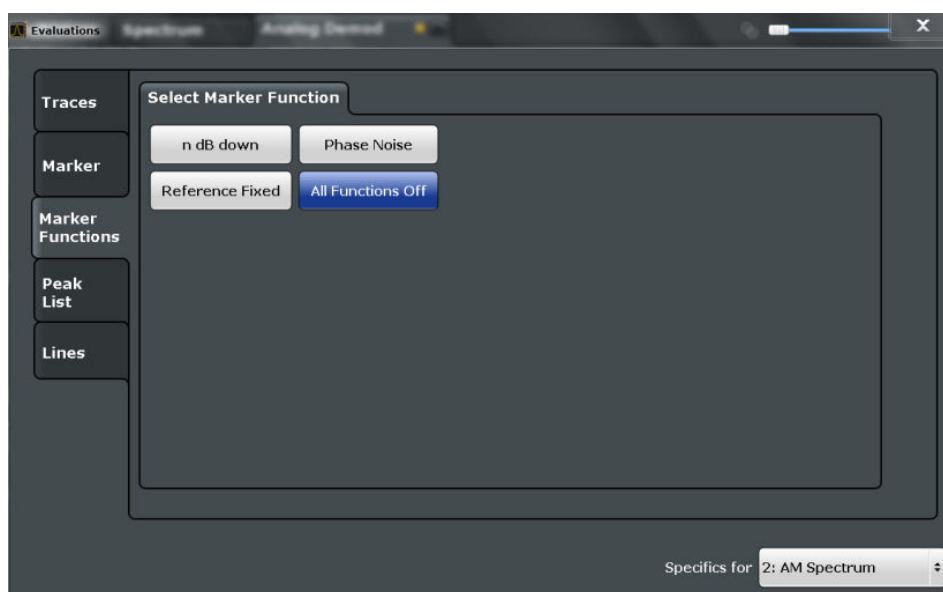 Evaluations Spectrum Analog Demod
X
Traces
Marker
Marker
Functions
Peak
List
Lines
Select Marker Function
n dB down Phase Noise
Reference Fixed All Functions Off
Specifics for 2: AM Spectrum